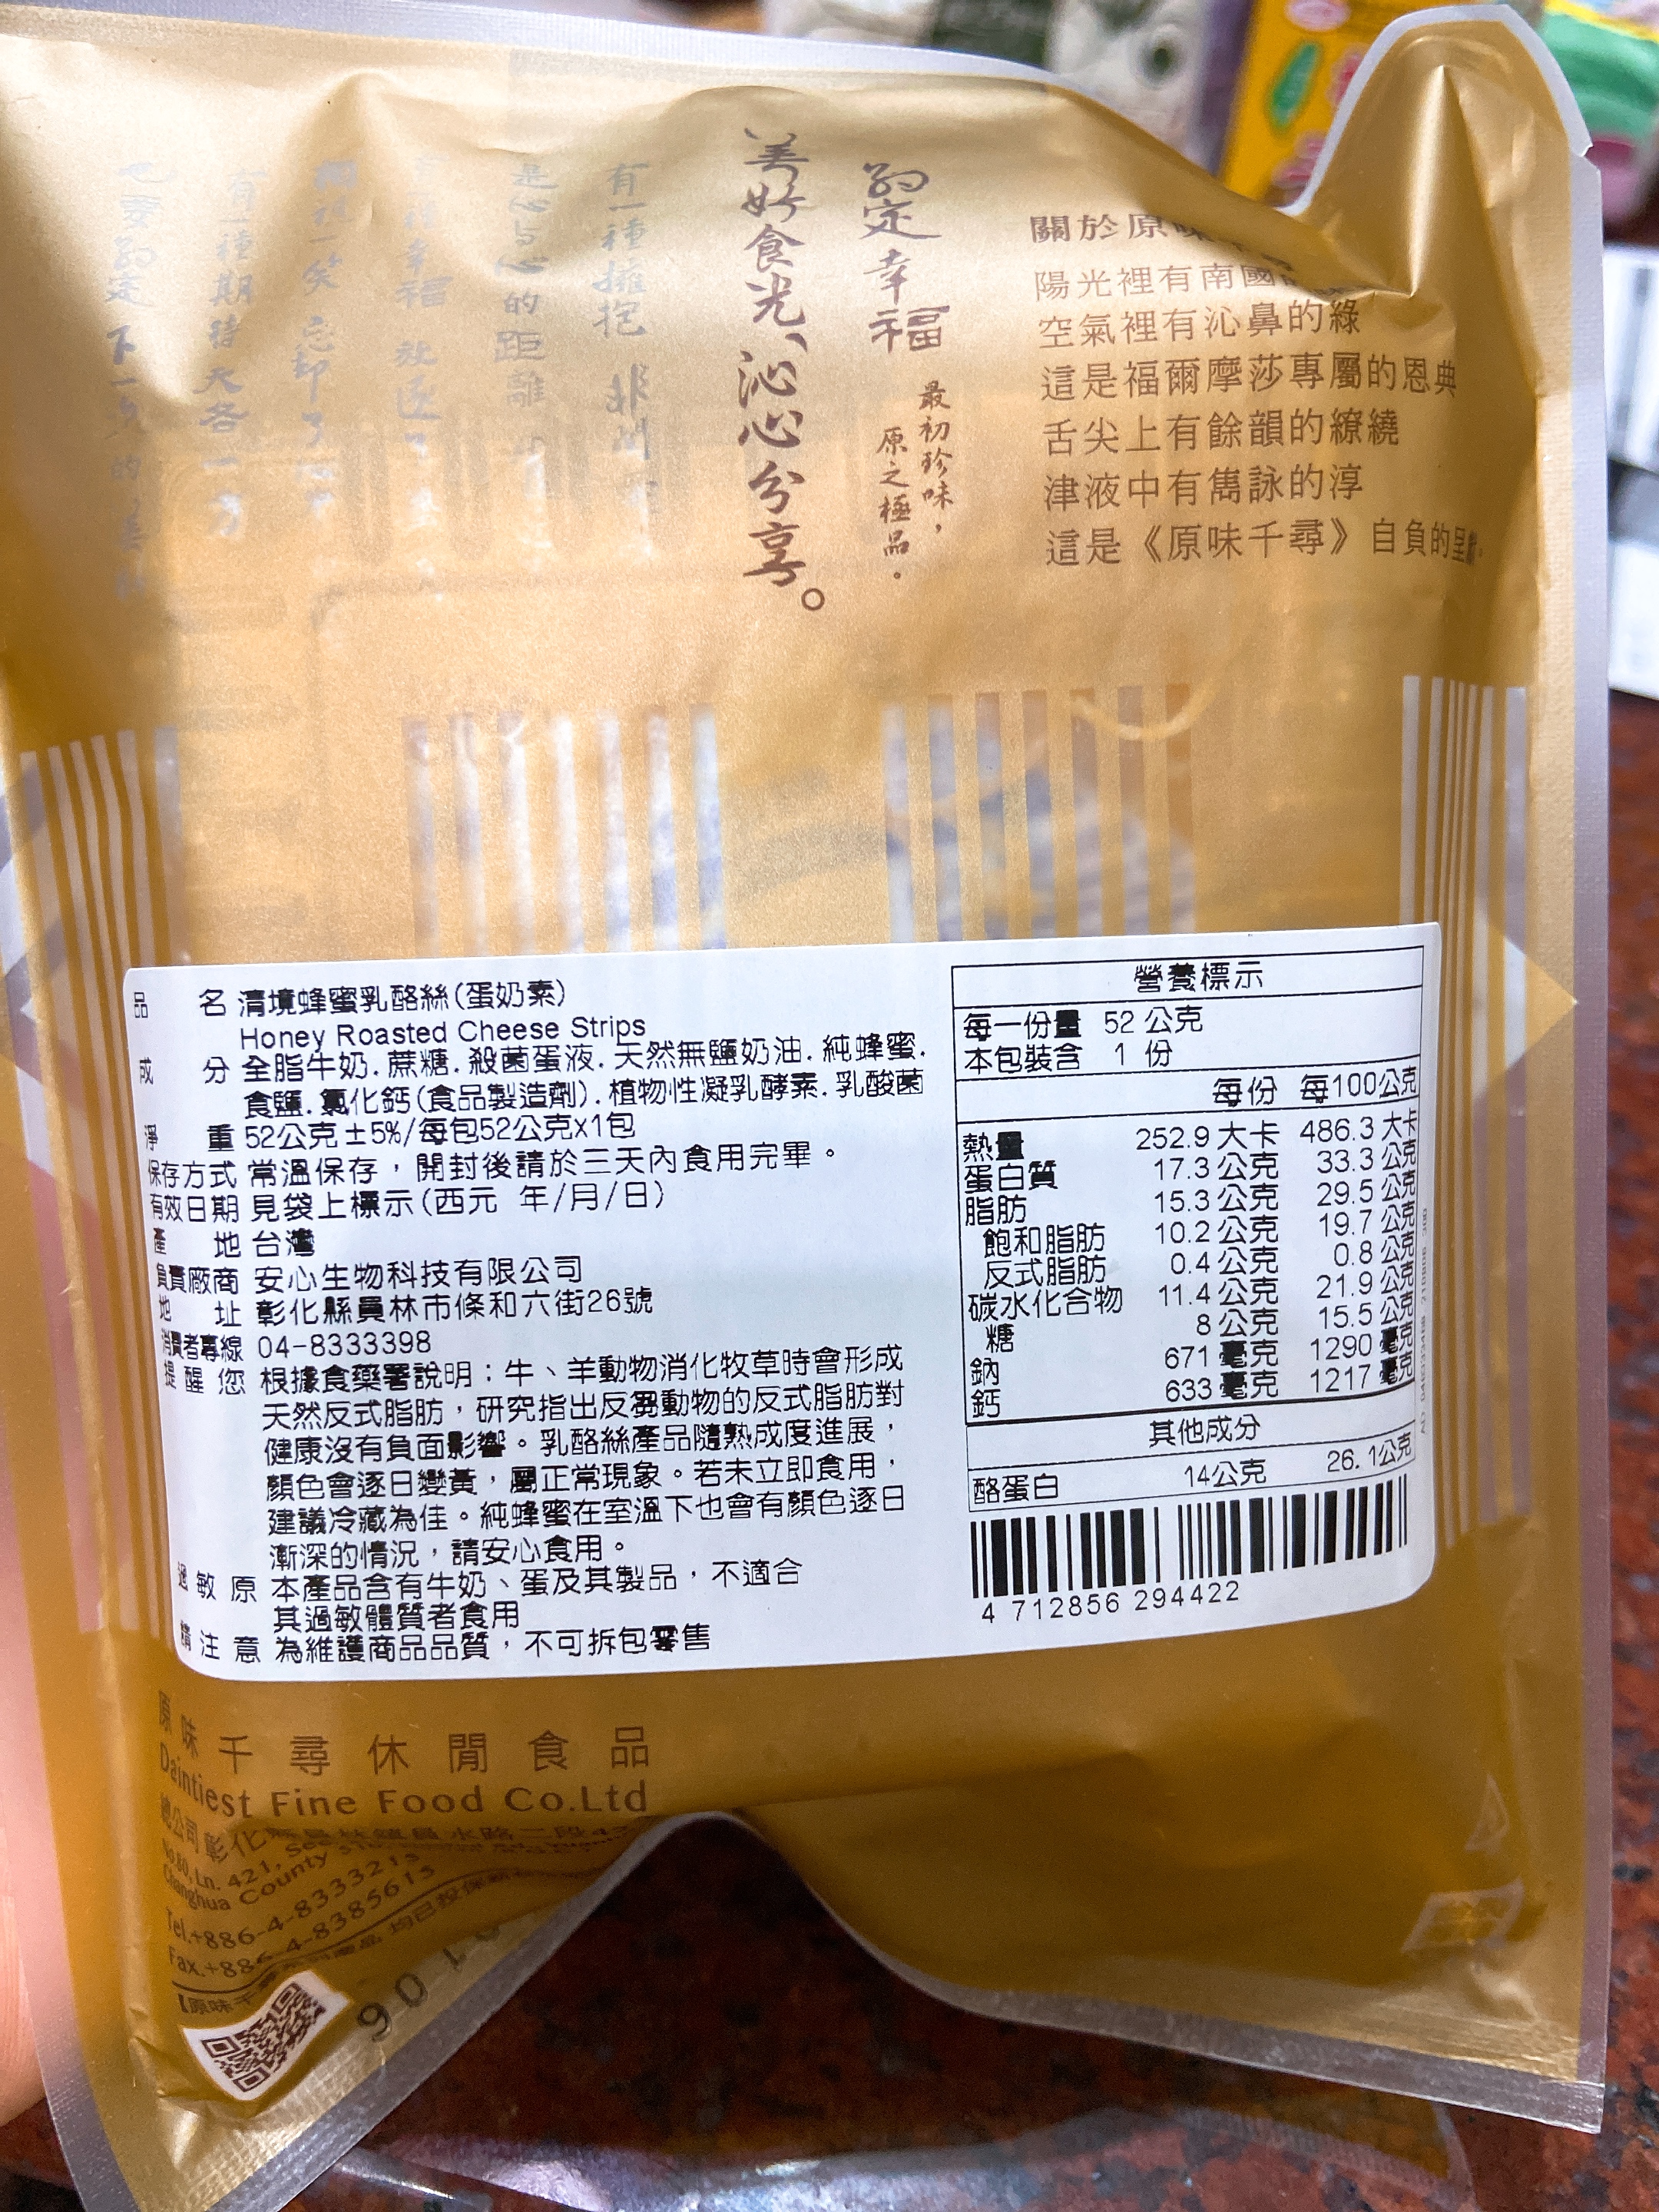 關於原
陽光裡有南國
空氣裡有沁鼻的綠
這是福爾摩莎專屬的恩典
舌尖上有餘韻的繚繞
津液中有雋詠的淳
這是《原味千尋》自負的呈
約定幸福
最初珍味，
原之極品。
美好食光、沁心分享。
有一種擁抱
是心与心的距離
有一種期待 大各一方
品 名 清境蜂蜜乳酪絲(蛋奶素)
Honey Roasted Cheese Strips
成 分 全脂牛奶.蔗糖.殺菌蛋液.天然無鹽奶油.純蜂蜜.
食鹽.氯化鈣(食品製造劑).植物性凝乳酵素.乳酸菌
淨 重 52公克±5%/每包52公克X1包
保存方式 常溫保存，開封後請於三天內食用完畢。
有效日期 見袋上標示(西元 年/月/日)
產 地 台灣
負責廠商 安心生物科技有限公司
地 址 彰化縣員林市條和六街26號
消費者專線 04-8333398
提 醒 您 根據食藥署說明：牛、羊動物消化牧草時會形成
天然反式脂肪，研究指出反芻動物的反式脂肪對
健康沒有負面影響。乳酪絲產品隨熟成度進展，
顏色會逐日變黃，屬正常現象。若未立即食用，
建議冷藏為佳。純蜂蜜在室溫下也會有顏色逐日
漸深的情況，請安心食用。
過 敏 原 本產品含有牛奶、蛋及其製品，不適合
其過敏體質者食用
請 注 意 為維護商品品質，不可拆包零售
營養標示
每一份量 52 公克
本包裝含 1 份
每份 每100公克
熱量 252.9 大卡 486.3 大卡
蛋白質 17.3 公克 33.3 公克
脂肪 15.3 公克 29.5 公克
飽和脂肪 10.2 公克 19.7 公克
反式脂肪 0.4 公克 0.8 公克
碳水化合物 11.4 公克 21.9 公克
糖 8 公克 15.5 公克
鈉 671 毫克 1290 毫克
鈣 633 毫克 1217 毫克
其他成分
酪蛋白 14公克 26.1公克
4 712856 294422
原味千尋休閒食品
Daintiest Fine Food Co.Ltd
總公司 彰化
No.80, Ln. 421, Sec
Changhua County
Tel.+886-4-8333215
Fax.+886-4-8385615
【原味千